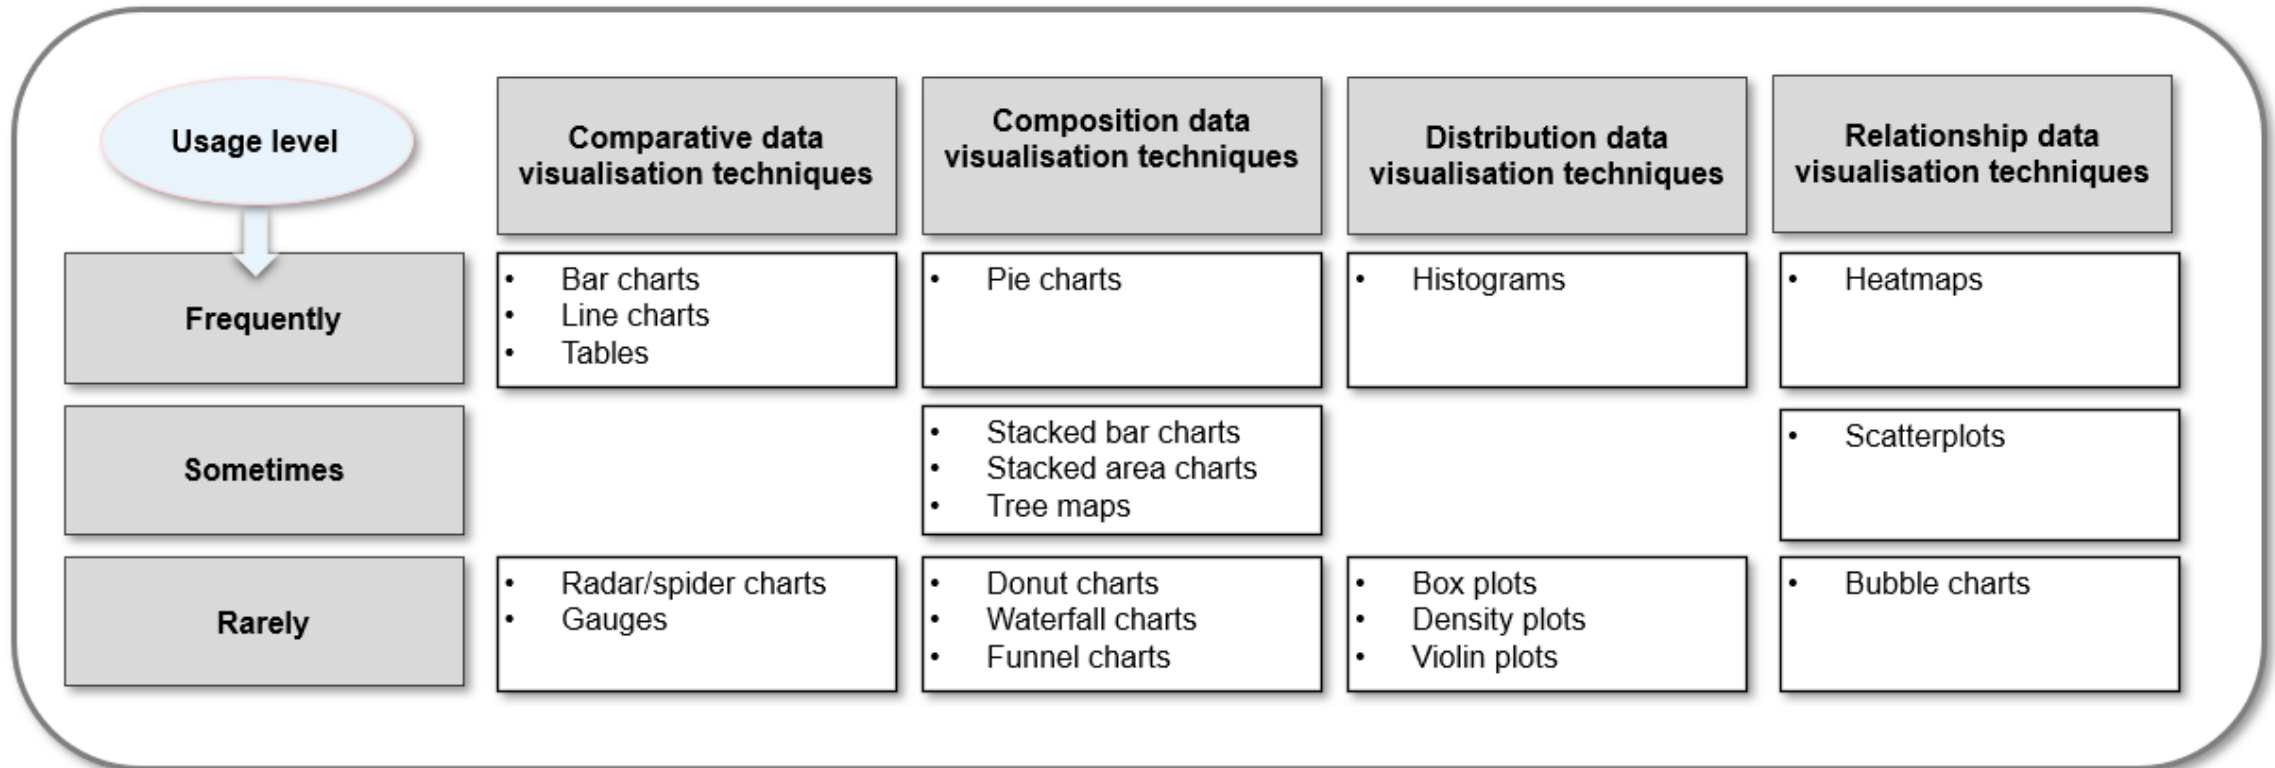 Usage level
Comparative data
visualisation techniques
Composition data
visualisation techniques
Distribution data
visualisation techniques
Relationship data
visualisation techniques
Frequently
• Bar charts
• Line charts
• Tables
• Pie charts
• Histograms
• Heatmaps
Sometimes
• Stacked bar charts
• Stacked area charts
• Tree maps
• Scatterplots
Rarely
• Radar/spider charts
• Gauges
• Donut charts
• Waterfall charts
• Funnel charts
• Box plots
• Density plots
• Violin plots
• Bubble charts